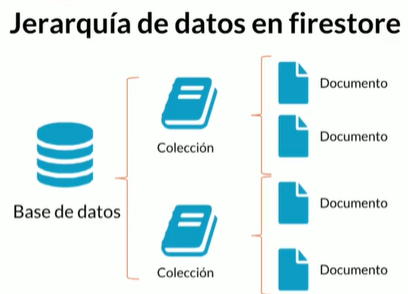 Jerarquía de datos en firestore
Documento
Documento
Colección
Documento
Base de datos
Documento
Colección